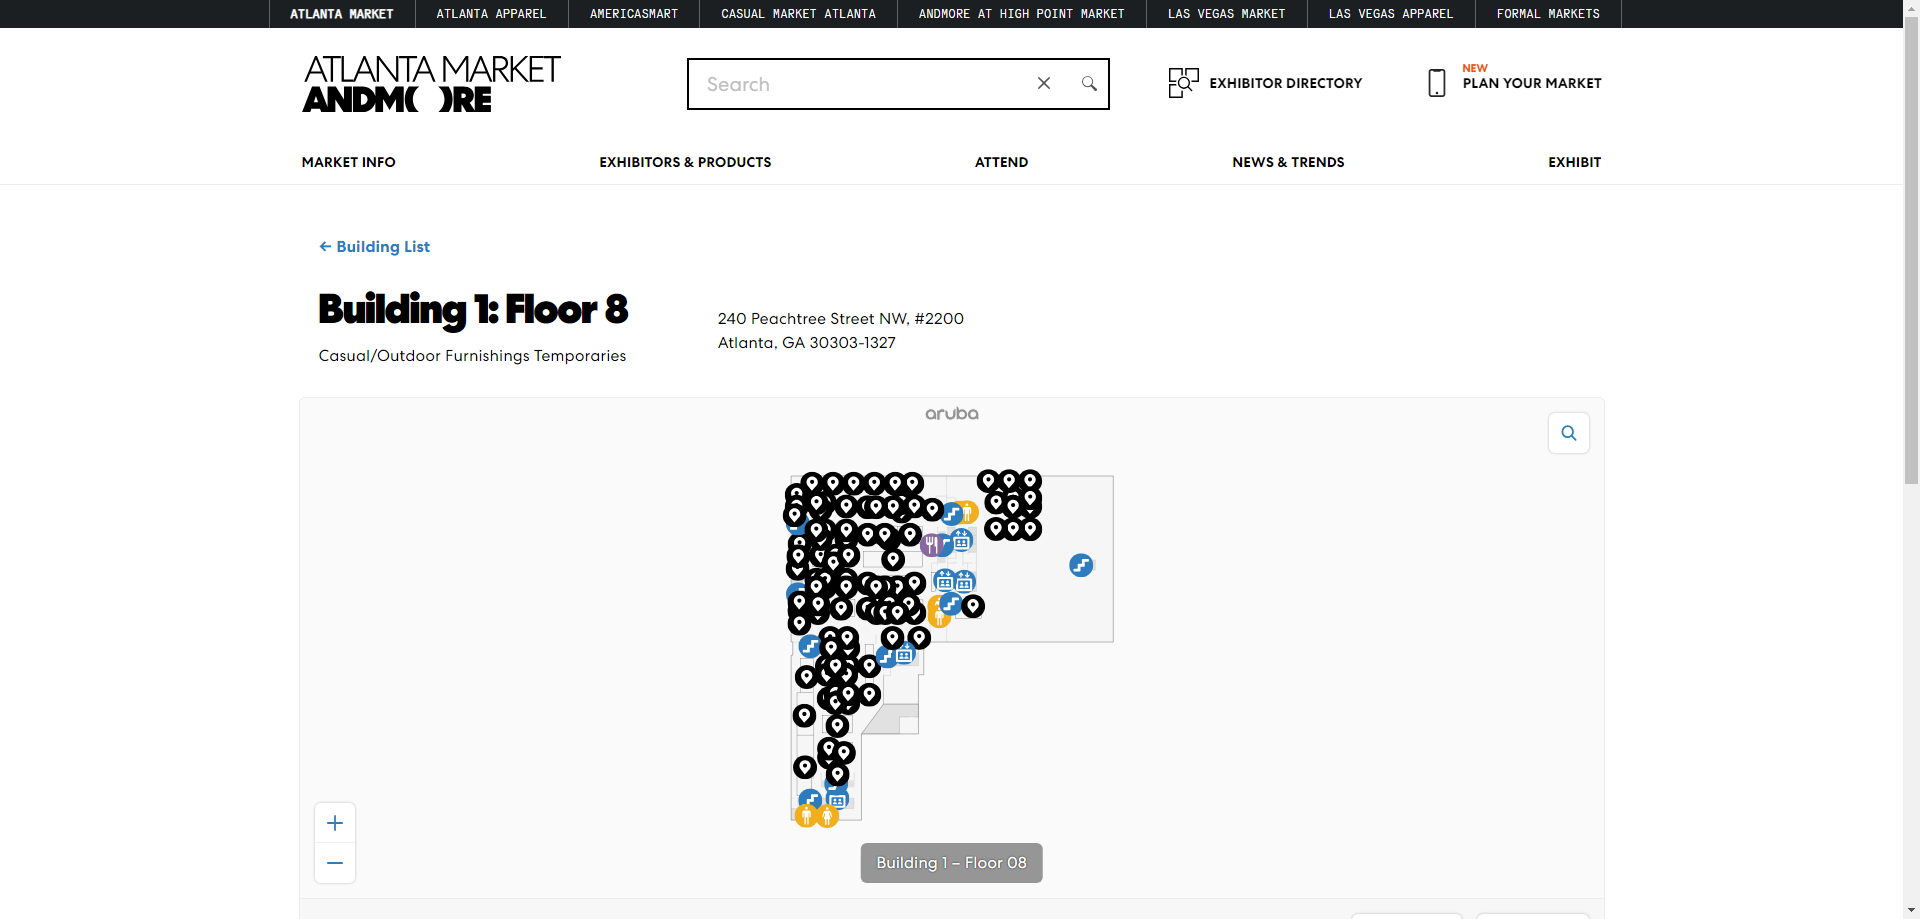 ATLANTA MARKET
ATLANTA APPAREL
AMERICASMART
CASUAL MARKET ATLANTA
ANDMORE AT HIGH POINT MARKET
LAS VEGAS MARKET
LAS VEGAS APPAREL
FORMAL MARKETS
ATLANTA MARKET
ANDMORE
Search
EXHIBITOR DIRECTORY
NEW
PLAN YOUR MARKET
MARKET INFO
EXHIBITORS & PRODUCTS
ATTEND
NEWS & TRENDS
EXHIBIT
← Building List
Building 1: Floor 8
Casual/Outdoor Furnishings Temporaries
240 Peachtree Street NW, #2200
Atlanta, GA 30303-1327
aruba
Building 1 – Floor 08